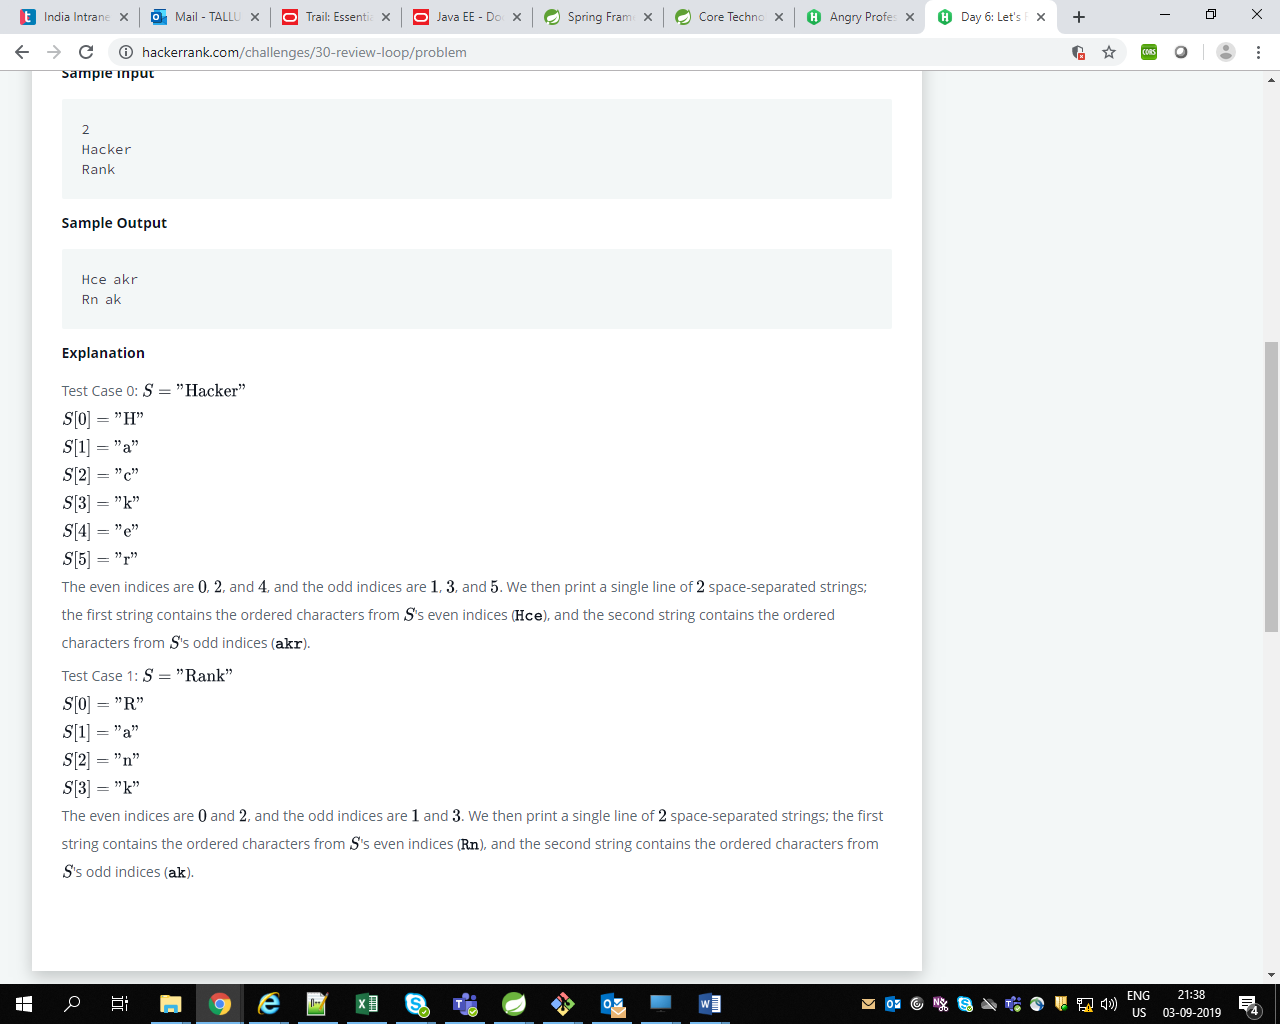 India Intrane
Mail - TALLU
Trail: Essentia
Java EE - Do
Spring Fram
Core Techno
Angry Profes
Day 6: Let's
hackerrank.com/challenges/30-review-loop/problem
CORS
Sample Input
2
Hacker
Rank
Sample Output
Hce akr
Rn ak
Explanation
Test Case 0: S = ”Hacker”
S[0] = ”H”
S[1] = ”a”
S[2] = ”c”
S[3] = ”k”
S[4] = ”e”
S[5] = ”r”
The even indices are 0, 2, and 4, and the odd indices are 1, 3, and 5. We then print a single line of 2 space-separated strings;
the first string contains the ordered characters from S's even indices (Hce), and the second string contains the ordered
characters from S's odd indices (akr).
Test Case 1: S = ”Rank”
S[0] = ”R”
S[1] = ”a”
S[2] = ”n”
S[3] = ”k”
The even indices are 0 and 2, and the odd indices are 1 and 3. We then print a single line of 2 space-separated strings; the first
string contains the ordered characters from S's even indices (Rn), and the second string contains the ordered characters from
S's odd indices (ak).
ENG
US
21:38
03-09-2019
4